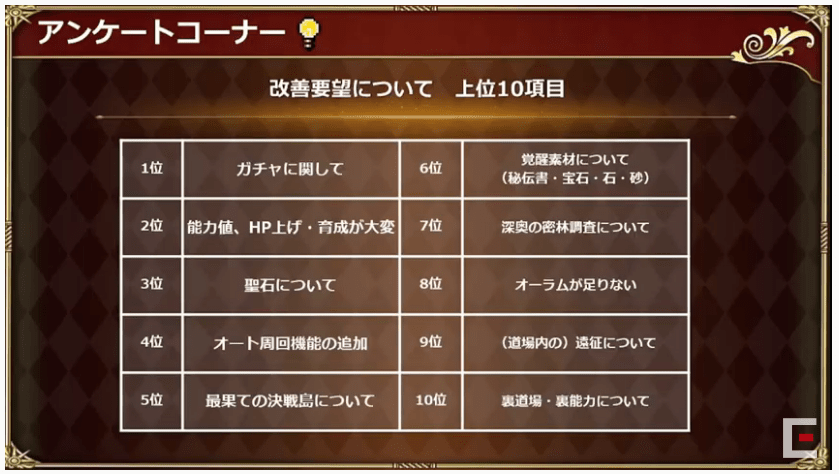 アンケートコーナー
改善要望について 上位10項目
1位 ガチャに関して
2位 能力値、HP上げ・育成が大変
3位 聖石について
4位 オート周回機能の追加
5位 最果ての決戦島について
6位 覚醒素材について
(秘伝書・宝石・石・砂)
7位 深奥の密林調査について
8位 オーラムが足りない
9位 (道場内の)遠征について
10位 裏道場・裏能力について